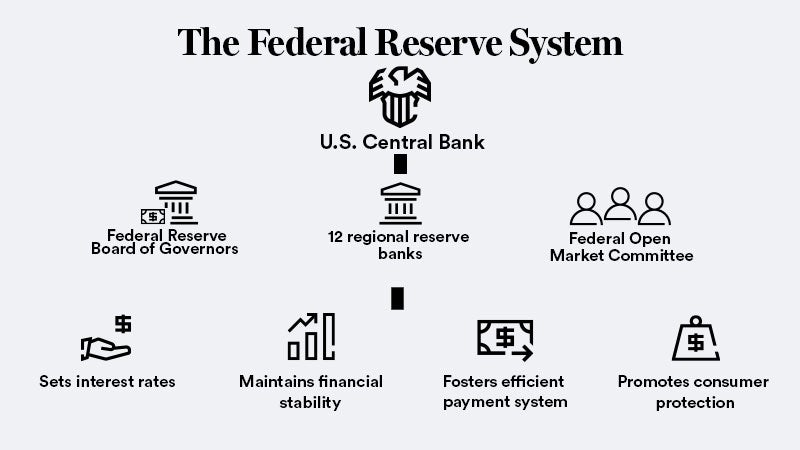 The Federal Reserve System
U.S. Central Bank
Federal Reserve
Board of Governors
12 regional reserve
banks
Federal Open
Market Committee
Sets interest rates
Maintains financial
stability
Fosters efficient
payment system
Promotes consumer
protection